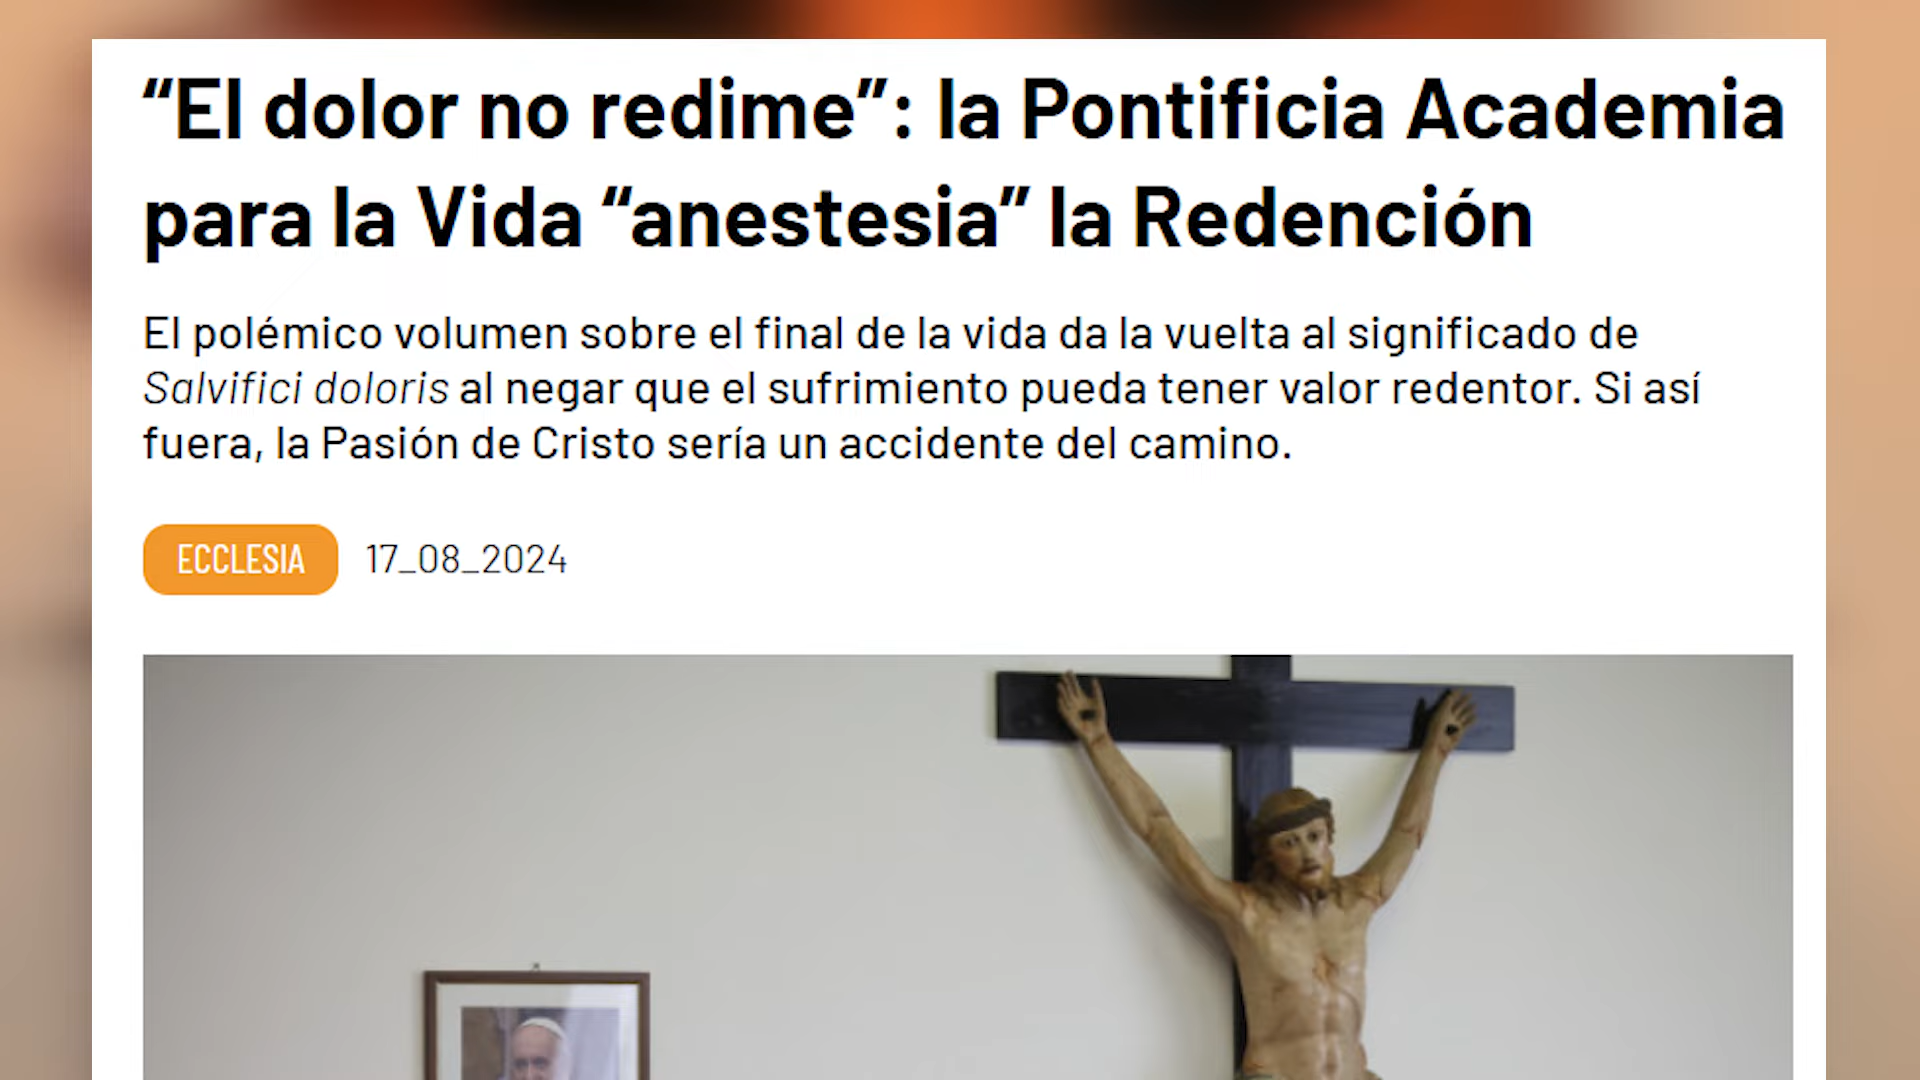 “El dolor no redime”: la Pontificia Academia
para la Vida “anestesia” la Redención
El polémico volumen sobre el final de la vida da la vuelta al significado de
Salvifici doloris al negar que el sufrimiento pueda tener valor redentor. Si así
fuera, la Pasión de Cristo sería un accidente del camino.
ECCLESIA 17_08_2024